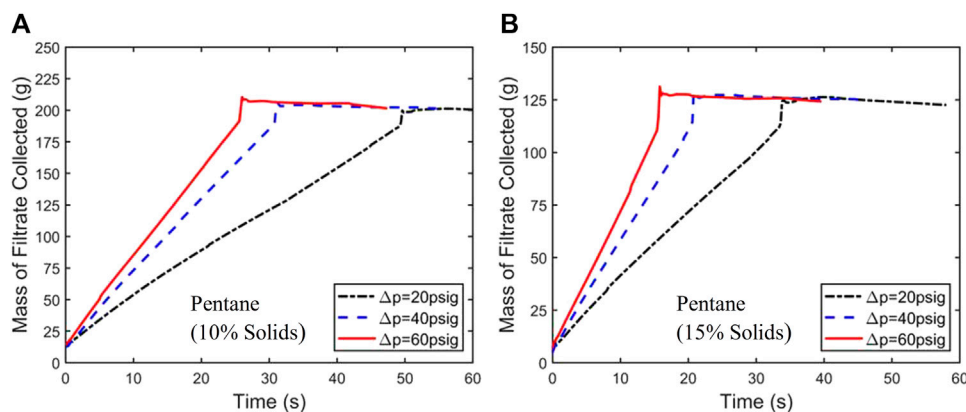 A
B
Mass of Filtrate Collected (g)
250
225
200
175
150
125
100
75
50
25
0
0 10 20 30 40 50 60
Time (s)
Pentane
(10% Solids)
Δp=20psig
Δp=40psig
Δp=60psig
Mass of Filtrate Collected (g)
150
125
100
75
50
25
0
0 10 20 30 40 50 60
Time (s)
Pentane
(15% Solids)
Δp=20psig
Δp=40psig
Δp=60psig